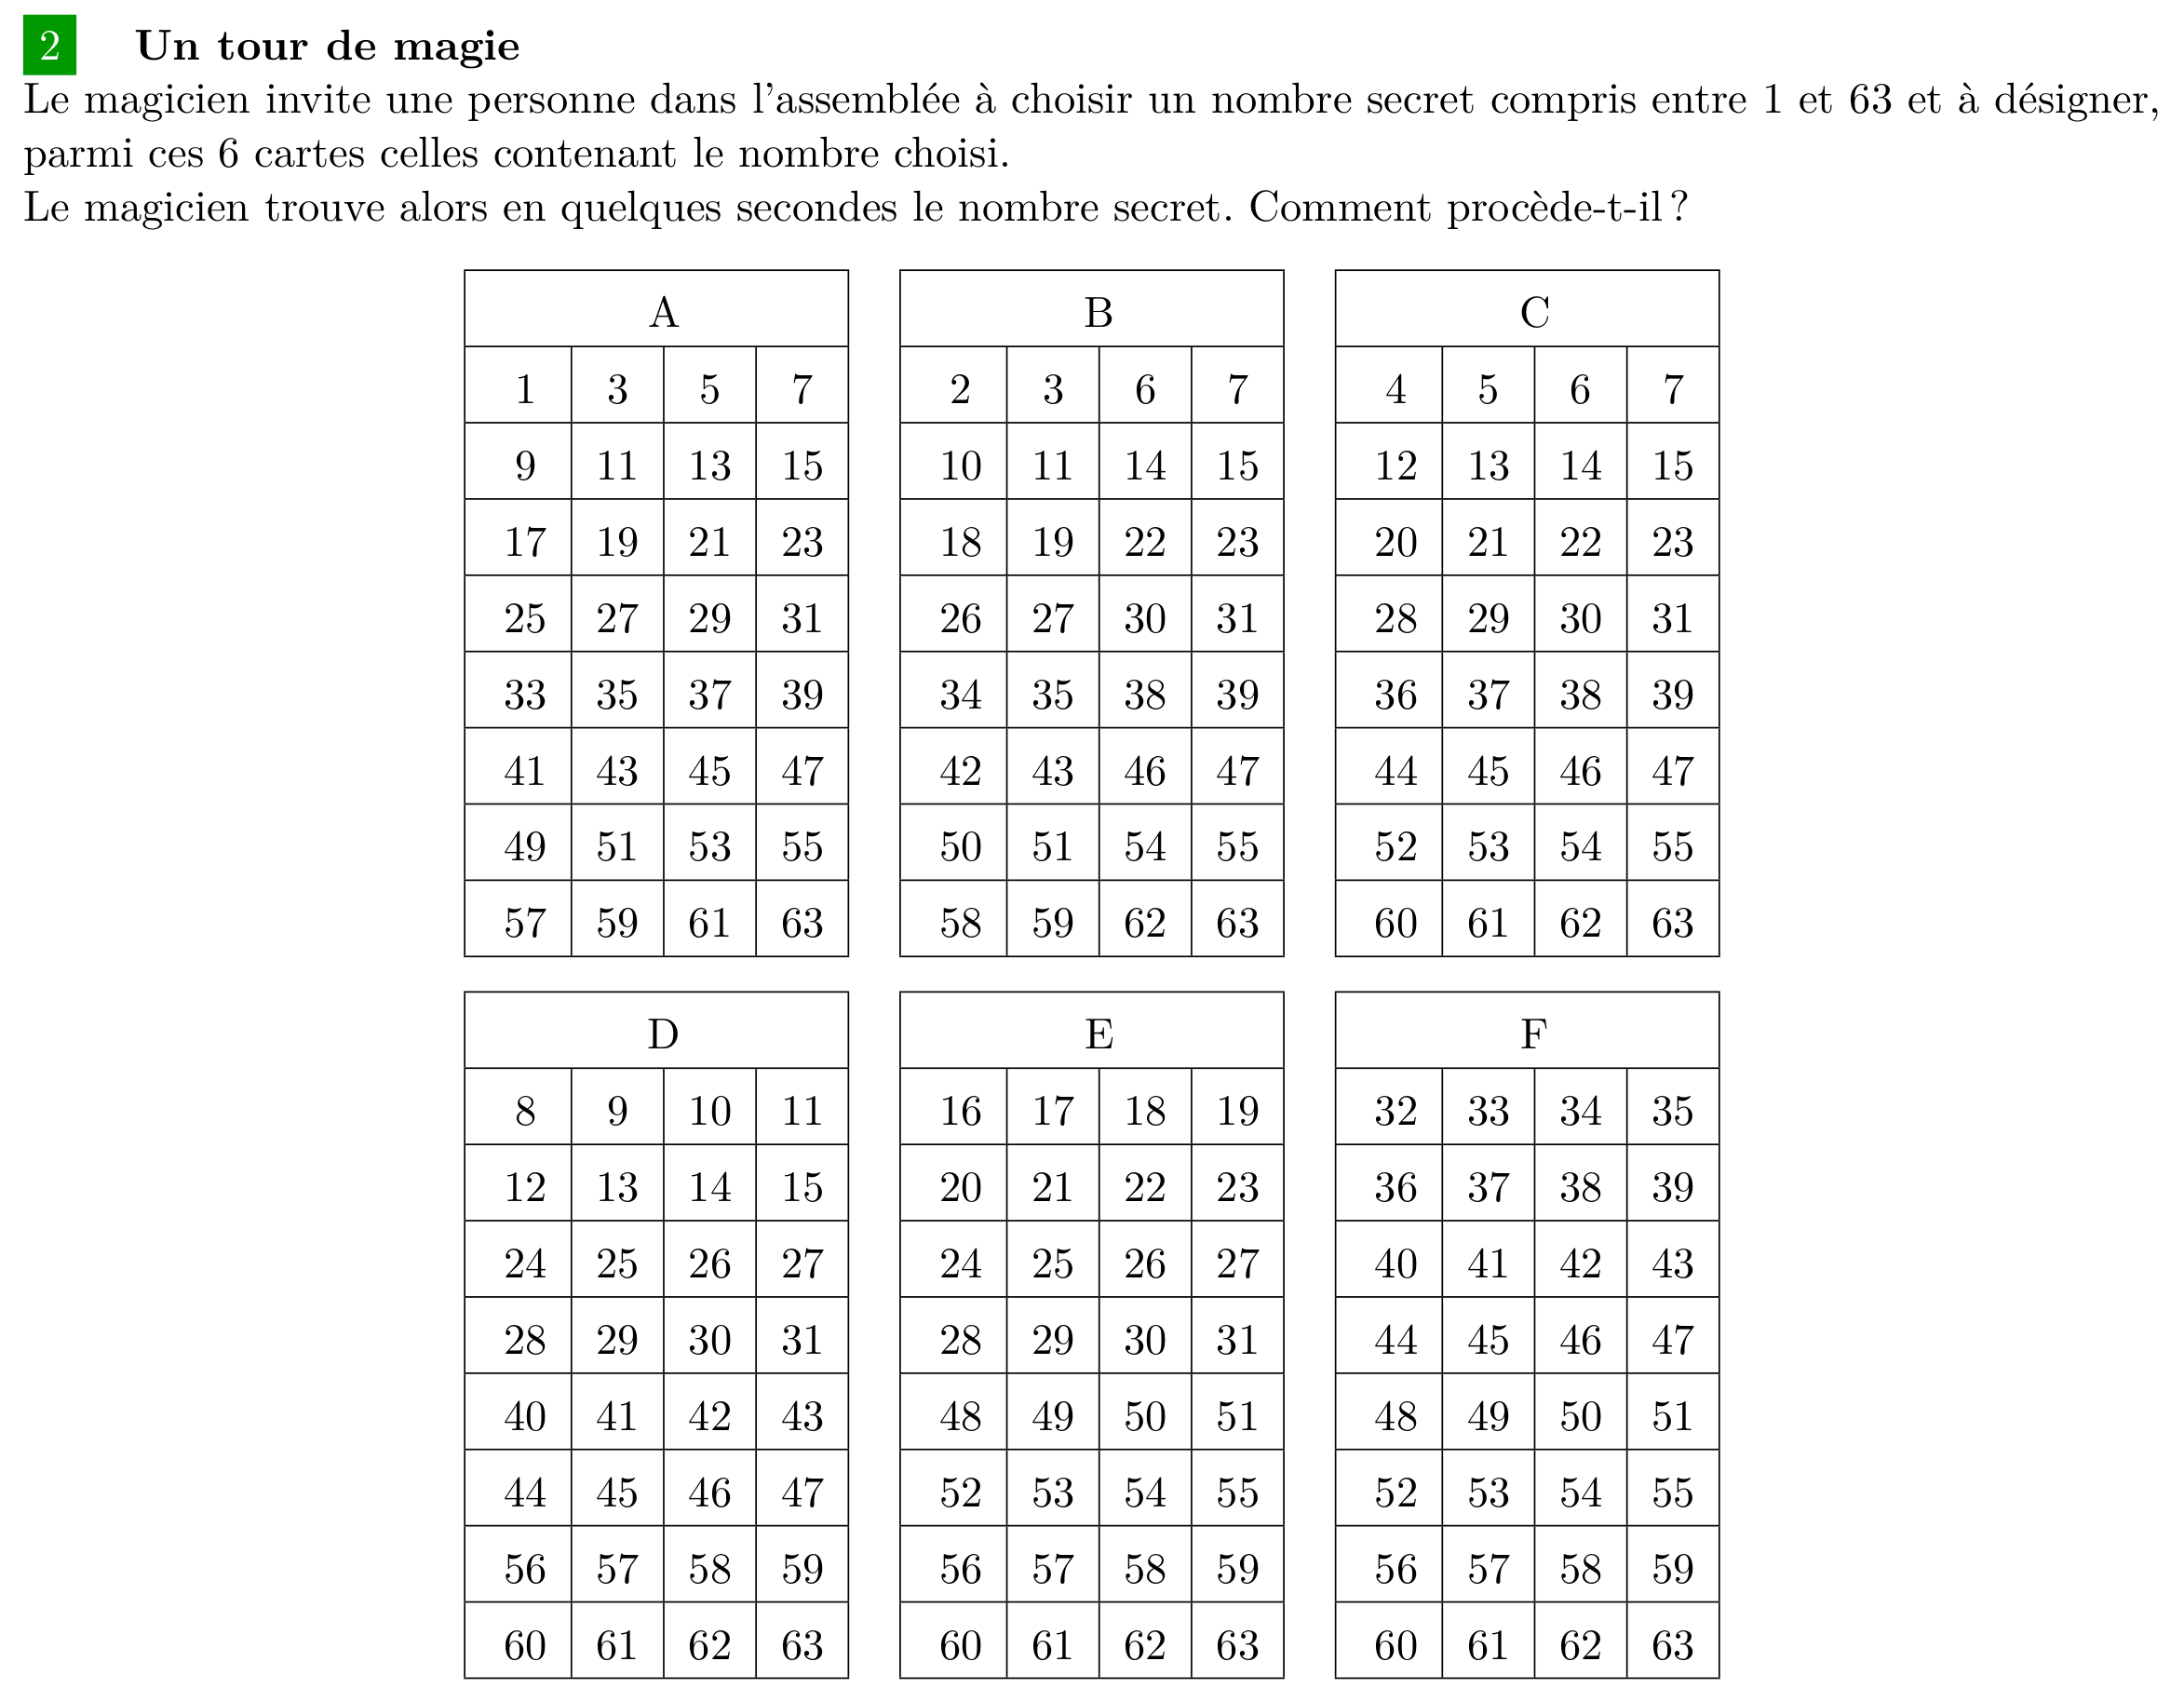 2 Un tour de magie
Le magicien invite une personne dans l'assemblée à choisir un nombre secret compris entre 1 et 63 et à désigner,
parmi ces 6 cartes celles contenant le nombre choisi.
Le magicien trouve alors en quelques secondes le nombre secret. Comment procède-t-il ?
A
1 3 5 7
9 11 13 15
17 19 21 23
25 27 29 31
33 35 37 39
41 43 45 47
49 51 53 55
57 59 61 63
B
2 3 6 7
10 11 14 15
18 19 22 23
26 27 30 31
34 35 38 39
42 43 46 47
50 51 54 55
58 59 62 63
C
4 5 6 7
12 13 14 15
20 21 22 23
28 29 30 31
36 37 38 39
44 45 46 47
52 53 54 55
60 61 62 63
D
8 9 10 11
12 13 14 15
24 25 26 27
28 29 30 31
40 41 42 43
44 45 46 47
56 57 58 59
60 61 62 63
E
16 17 18 19
20 21 22 23
24 25 26 27
28 29 30 31
48 49 50 51
52 53 54 55
56 57 58 59
60 61 62 63
F
32 33 34 35
36 37 38 39
40 41 42 43
44 45 46 47
48 49 50 51
52 53 54 55
56 57 58 59
60 61 62 63